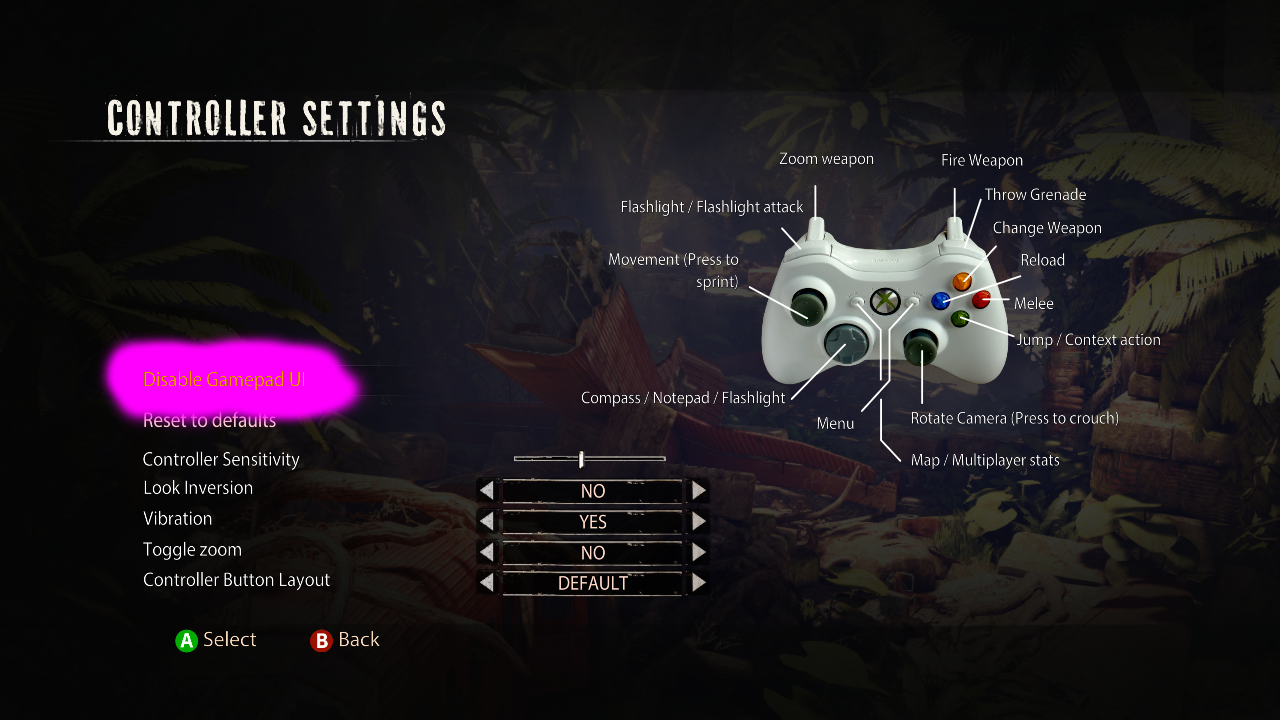 CONTROLLER SETTINGS
Zoom weapon
Fire Weapon
Throw Grenade
Flashlight / Flashlight attack
Change Weapon
Movement (Press to
sprint)
Reload
Melee
Jump / Context action
Compass / Notepad / Flashlight
Menu
Rotate Camera (Press to crouch)
Map / Multiplayer stats
Disable Gamepad UI
Reset to defaults
Controller Sensitivity
Look Inversion NO
Vibration YES
Toggle zoom NO
Controller Button Layout DEFAULT
A Select B Back